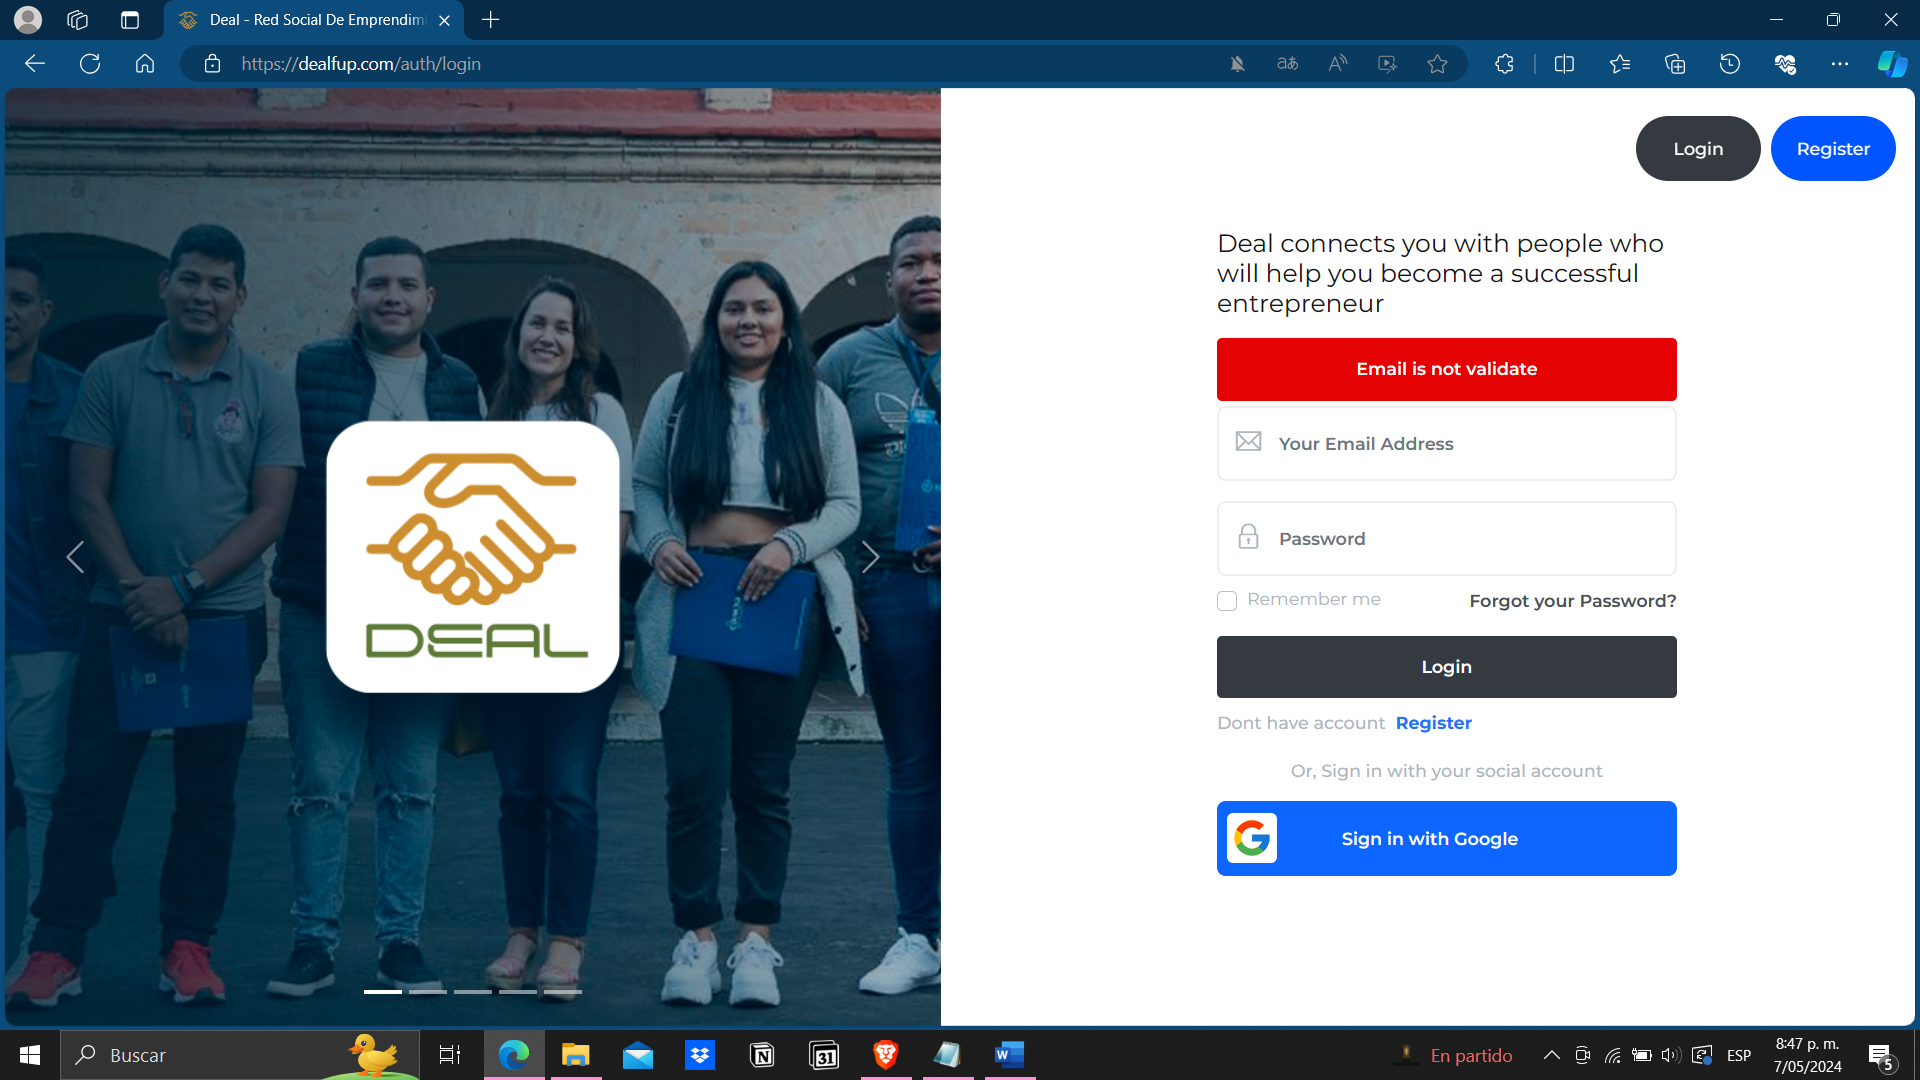 Deal - Red Social De Emprendimi
https://dealfup.com/auth/login
Login
Register
Deal connects you with people who
will help you become a successful
entrepreneur
Email is not validate
Your Email Address
Password
Remember me
Forgot your Password?
Login
Dont have account Register
Or, Sign in with your social account
Sign in with Google
DEAL
Buscar
En partido
ESP
8:47 p. m.
7/05/2024
5
31